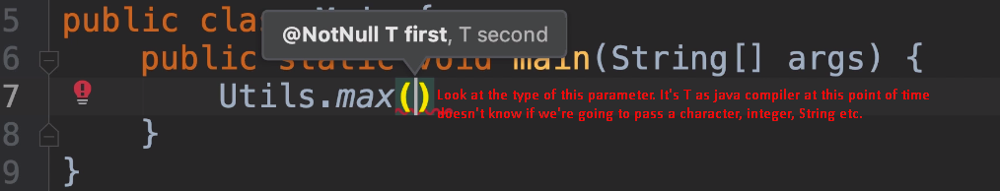 5 public clas
@NotNull T first, T second
6 public static void main(String[] args) {
7 Utils.max() Look at the type of this parameter. It's T as java compiler at this point of time
doesn't know if we're going to pass a character, integer, String etc.
8 }
9 }